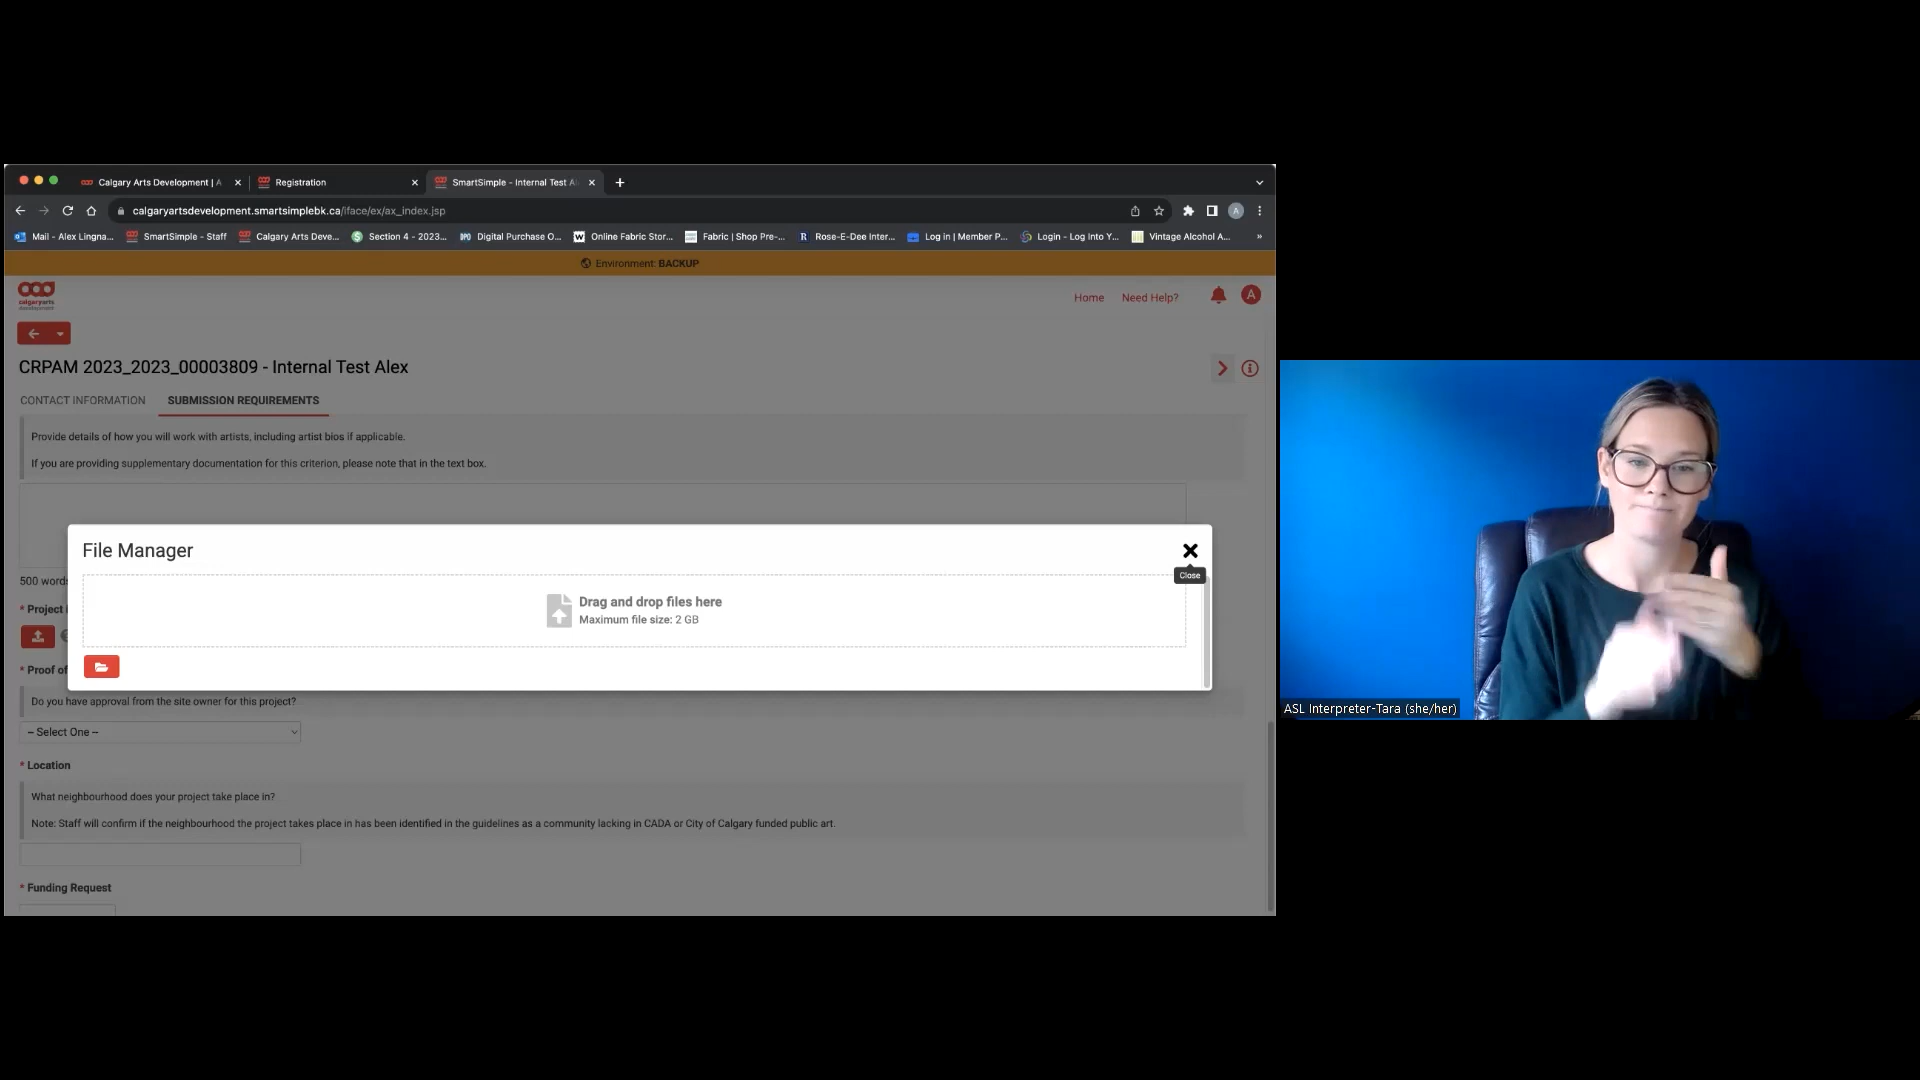 Calgary Arts Development | A
Registration
SmartSimple - Internal Test Al
calgaryartsdevelopment.smartsimplebk.ca/iface/ex/ax_index.jsp
A
Mail - Alex Lingna...
SmartSimple - Staff
Calgary Arts Deve...
Section 4 - 2023...
Digital Purchase O...
Online Fabric Stor...
Fabric | Shop Pre-...
Rose-E-Dee Inter...
Log in | Member P...
Login - Log Into Y...
Vintage Alcohol A...
Environment: BACKUP
calgaryarts
development
Home
Need Help?
A
CRPAM 2023_2023_00003809 - Internal Test Alex
CONTACT INFORMATION
SUBMISSION REQUIREMENTS
Provide details of how you will work with artists, including artist bios if applicable.
If you are providing supplementary documentation for this criterion, please note that in the text box.
File Manager
Close
500 words
Drag and drop files here
Maximum file size: 2 GB
* Project
* Proof of
Do you have approval from the site owner for this project?
-- Select One --
* Location
What neighbourhood does your project take place in?
Note: Staff will confirm if the neighbourhood the project takes place in has been identified in the guidelines as a community lacking in CADA or City of Calgary funded public art.
* Funding Request
ASL Interpreter-Tara (she/her)